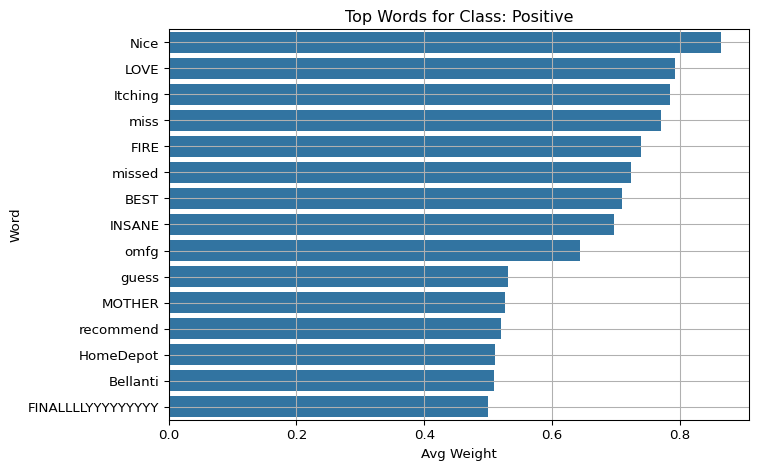 Top Words for Class: Positive
Word
Nice
LOVE
Itching
miss
FIRE
missed
BEST
INSANE
omfg
guess
MOTHER
recommend
HomeDepot
Bellanti
FINALLLLYYYYYYYYY
0.0 0.2 0.4 0.6 0.8
Avg Weight